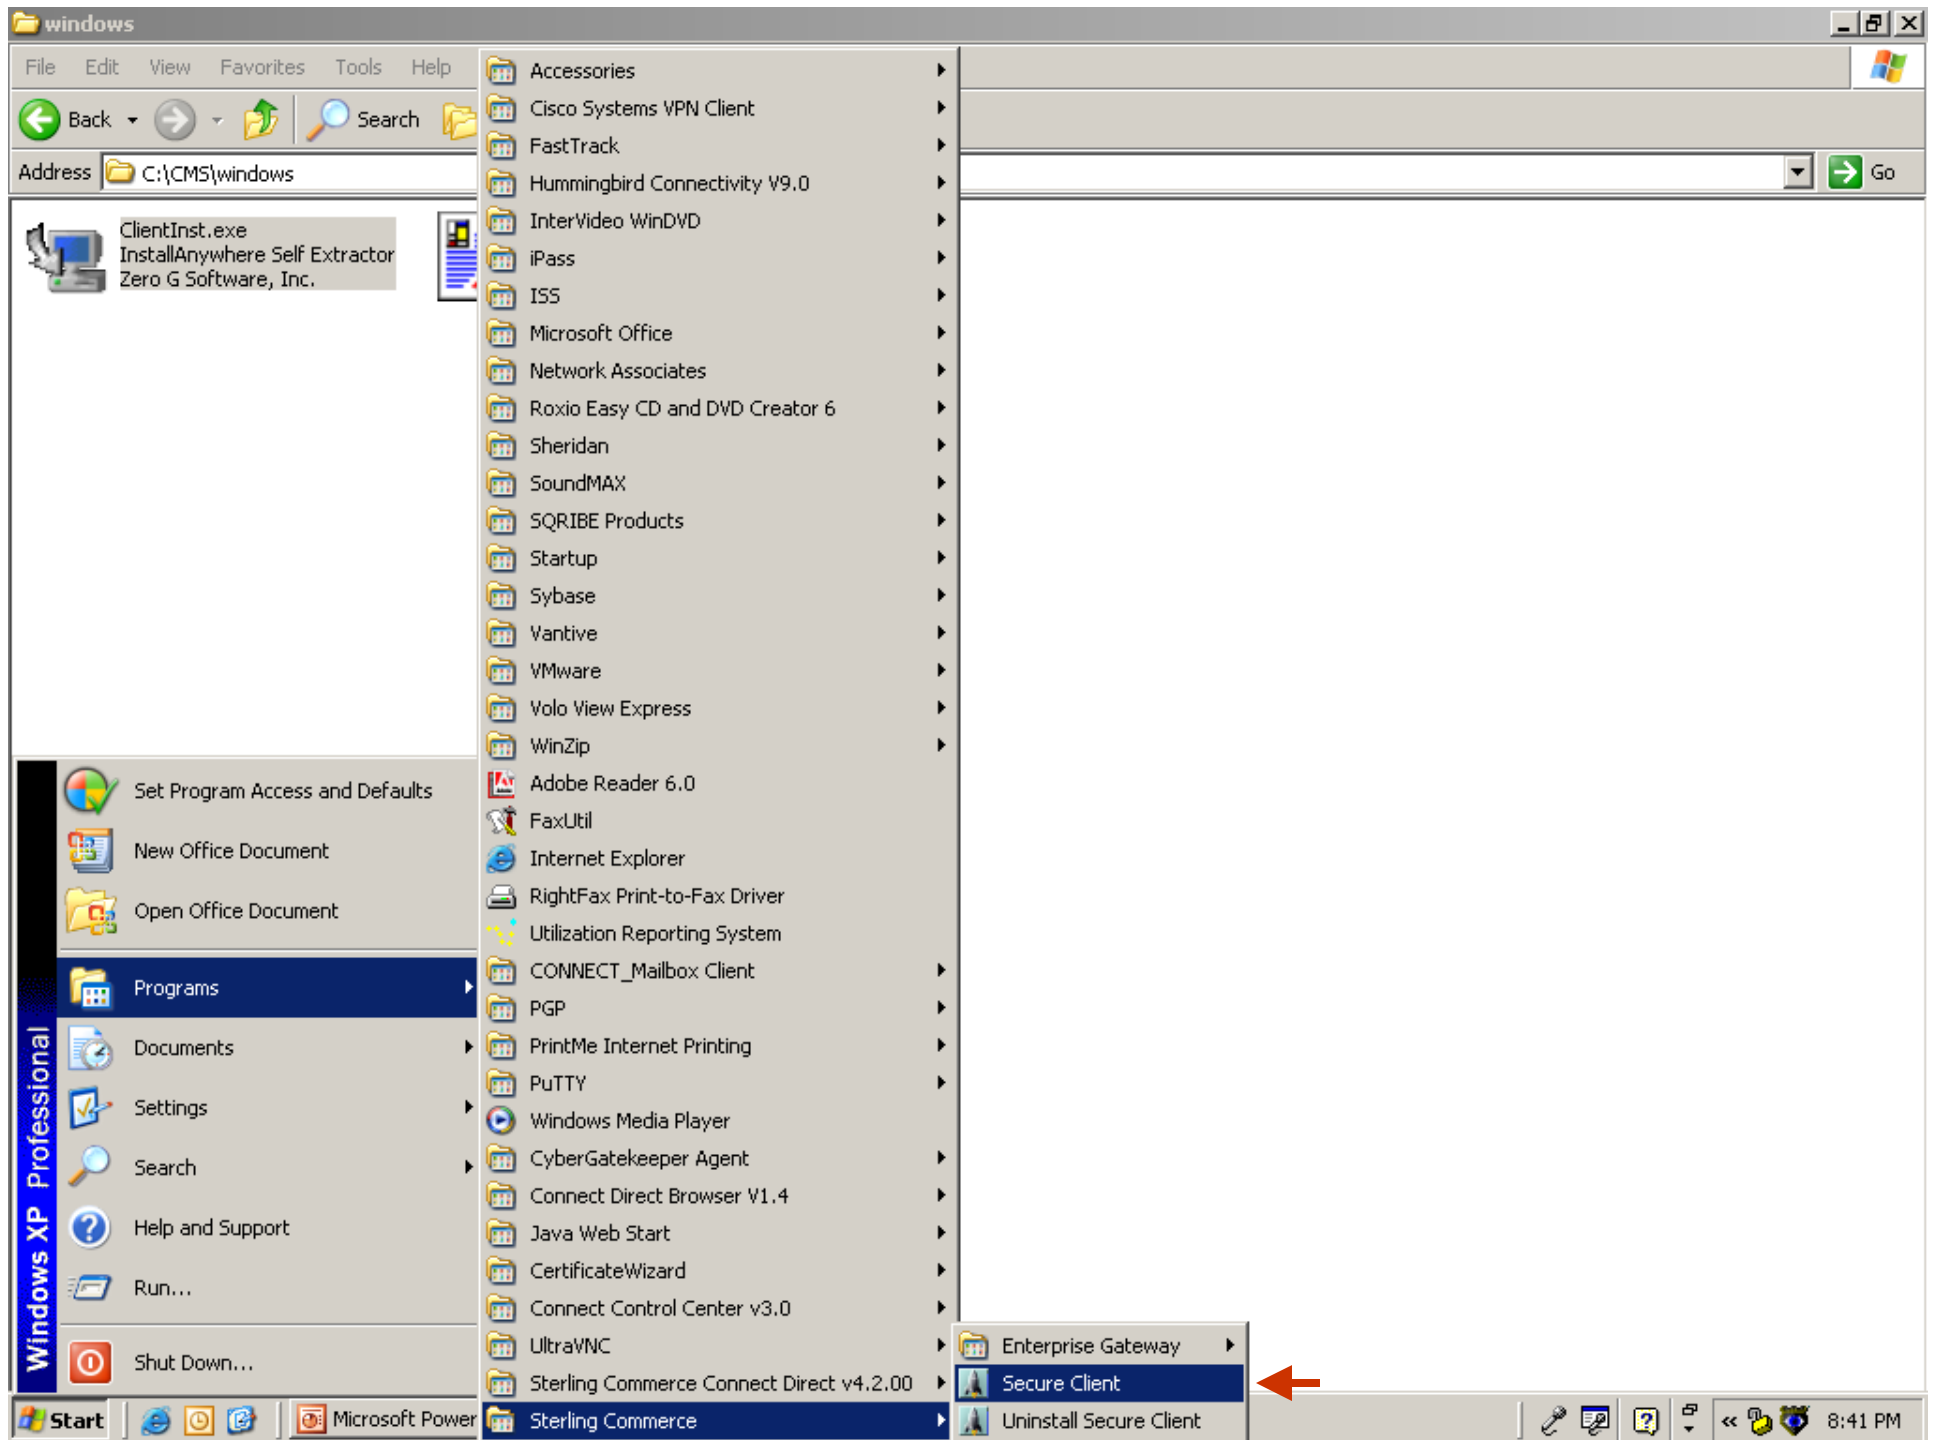 windows
File Edit View Favorites Tools Help
Back Search
Address C:\CMS\windows Go
ClientInst.exe
InstallAnywhere Self Extractor
Zero G Software, Inc.
Accessories
Cisco Systems VPN Client
FastTrack
Hummingbird Connectivity V9.0
InterVideo WinDVD
iPass
ISS
Microsoft Office
Network Associates
Roxio Easy CD and DVD Creator 6
Sheridan
SoundMAX
SQRIBE Products
Startup
Sybase
Vantive
VMware
Volo View Express
WinZip
Adobe Reader 6.0
FaxUtil
Internet Explorer
RightFax Print-to-Fax Driver
Utilization Reporting System
CONNECT_Mailbox Client
PGP
PrintMe Internet Printing
PuTTY
Windows Media Player
CyberGatekeeper Agent
Connect Direct Browser V1.4
Java Web Start
CertificateWizard
Connect Control Center v3.0
UltraVNC
Sterling Commerce Connect Direct v4.2.00
Sterling Commerce
Enterprise Gateway
Secure Client
Uninstall Secure Client
Set Program Access and Defaults
New Office Document
Open Office Document
Programs
Documents
Settings
Search
Help and Support
Run...
Shut Down...
Windows XP Professional
Start
Microsoft Power
8:41 PM